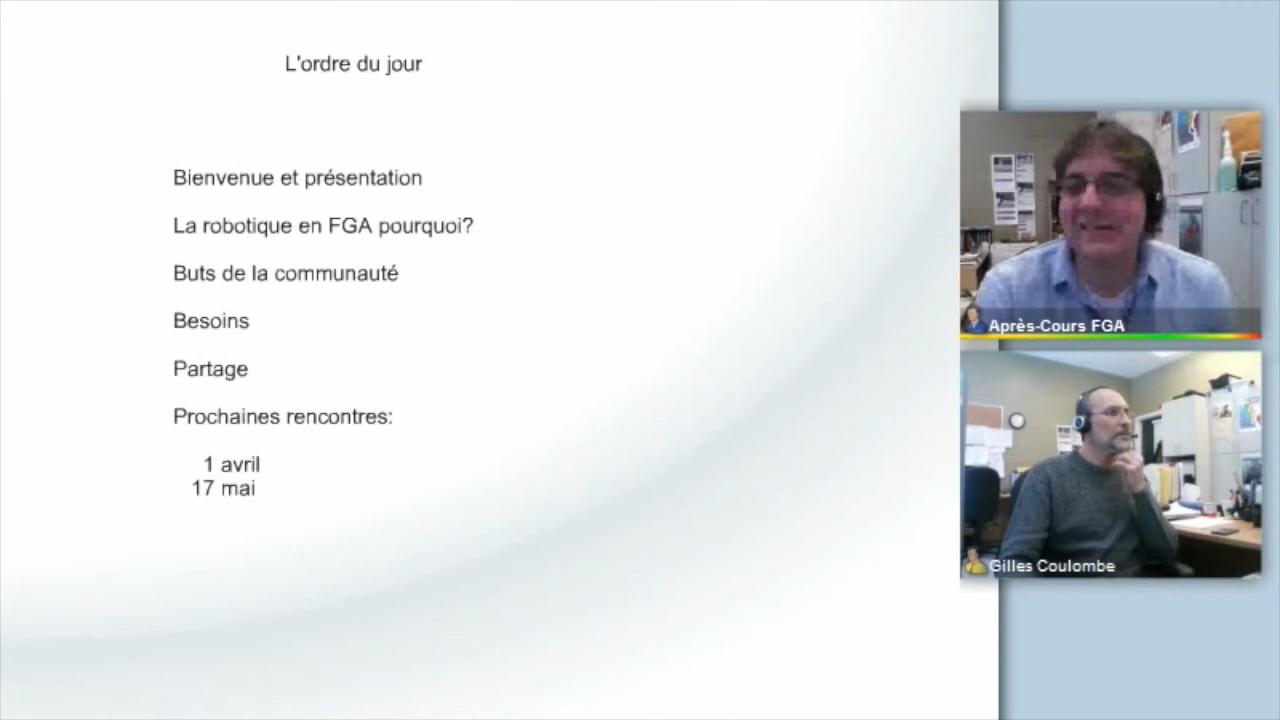 L'ordre du jour
Bienvenue et présentation
La robotique en FGA pourquoi?
Buts de la communauté
Besoins
Partage
Prochaines rencontres:
1 avril
17 mai
Après-Cours FGA
Gilles Coulombe